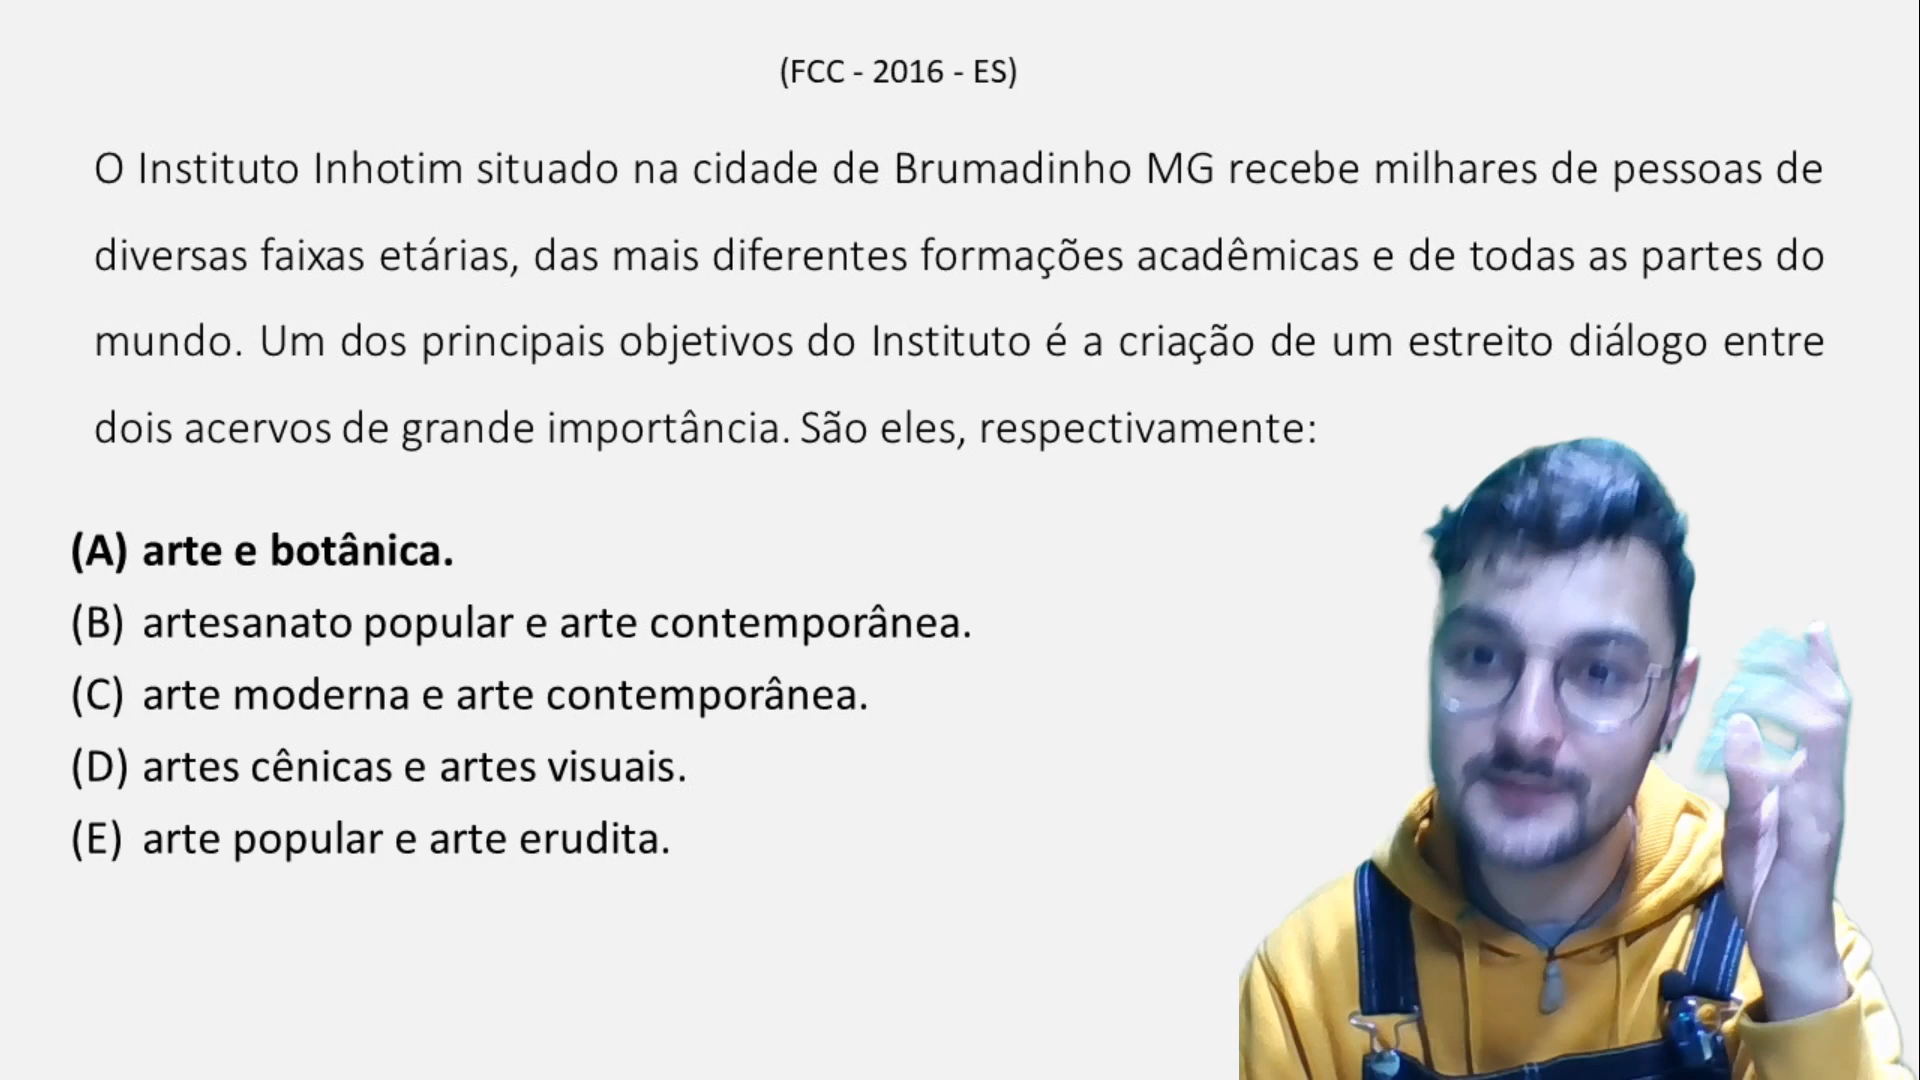 (FCC - 2016 - ES)
O Instituto Inhotim situado na cidade de Brumadinho MG recebe milhares de pessoas de
diversas faixas etárias, das mais diferentes formações acadêmicas e de todas as partes do
mundo. Um dos principais objetivos do Instituto é a criação de um estreito diálogo entre
dois acervos de grande importância. São eles, respectivamente:
(A) arte e botânica.
(B) artesanato popular e arte contemporânea.
(C) arte moderna e arte contemporânea.
(D) artes cênicas e artes visuais.
(E) arte popular e arte erudita.